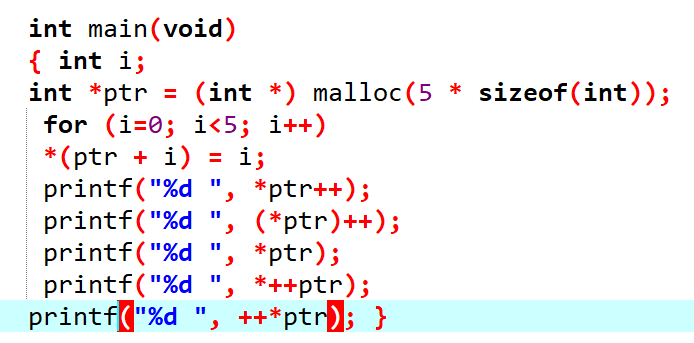 int main(void)
{ int i;
int *ptr = (int *) malloc(5 * sizeof(int));
for (i=0; i<5; i++)
*(ptr + i) = i;
printf("%d ", *ptr++);
printf("%d ", (*ptr)++);
printf("%d ", *ptr);
printf("%d ", *++ptr);
printf("%d ", ++*ptr); }